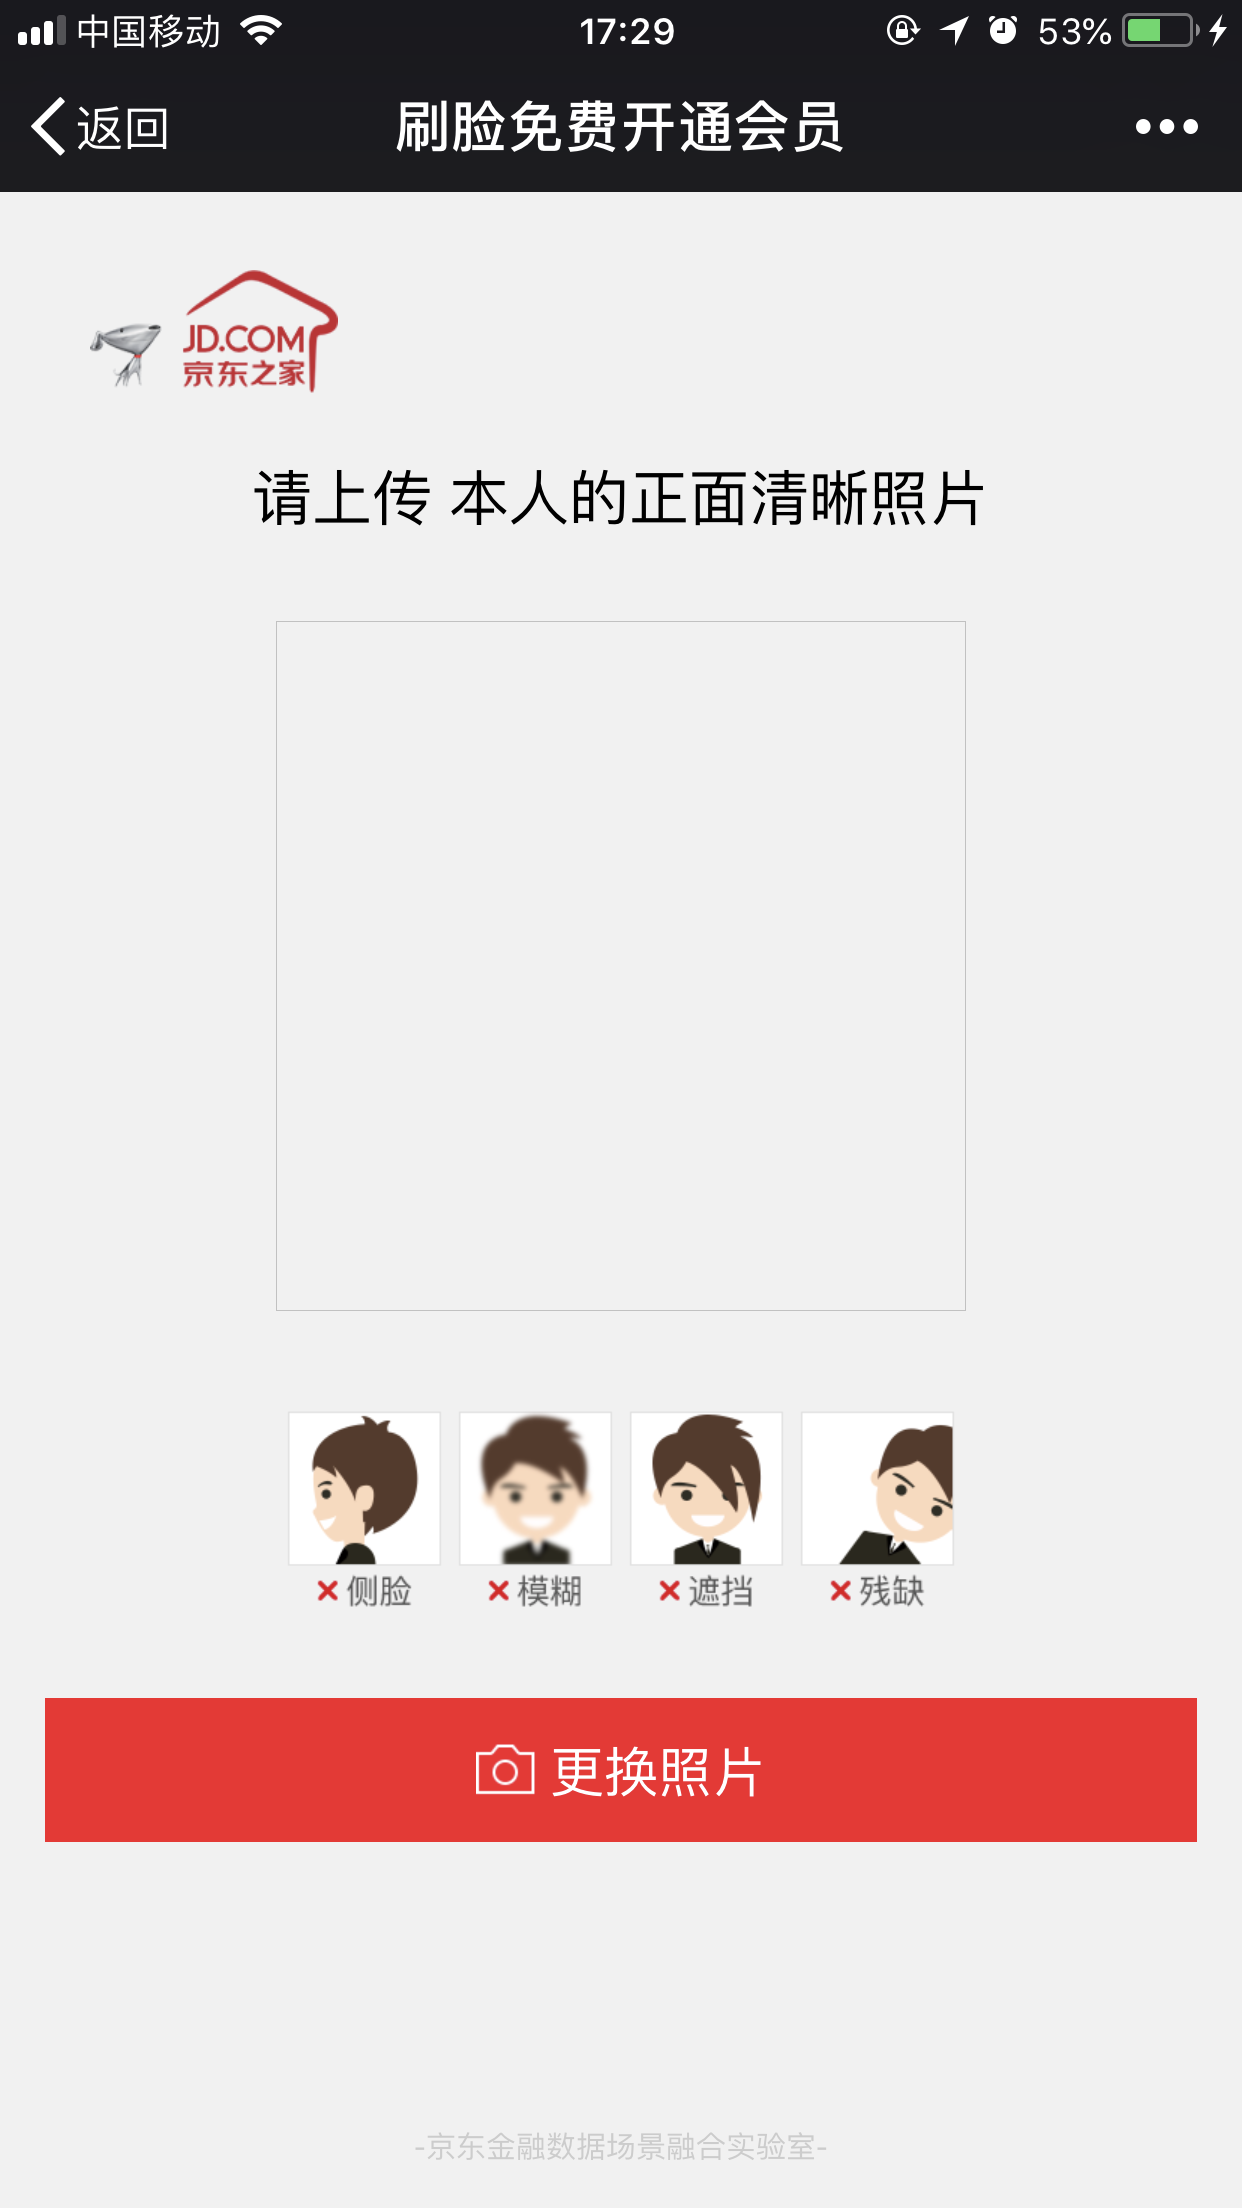 中国移动 17:29 53%
返回 刷脸免费开通会员
JD.COM
京东之家
请上传 本人的正面清晰照片
侧脸 模糊 遮挡 残缺
更换照片
-京东金融数据场景融合实验室-